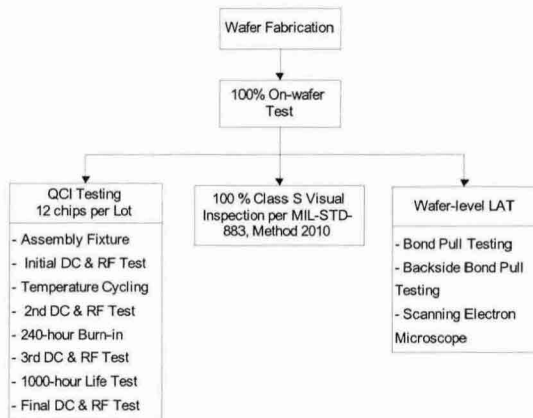 Wafer Fabrication
100% On-wafer
Test
QCI Testing
12 chips per Lot
- Assembly Fixture
- Initial DC & RF Test
- Temperature Cycling
- 2nd DC & RF Test
- 240-hour Burn-in
- 3rd DC & RF Test
- 1000-hour Life Test
- Final DC & RF Test
100 % Class S Visual
Inspection per MIL-STD-
883, Method 2010
Wafer-level LAT
- Bond Pull Testing
- Backside Bond Pull
Testing
- Scanning Electron
Microscope